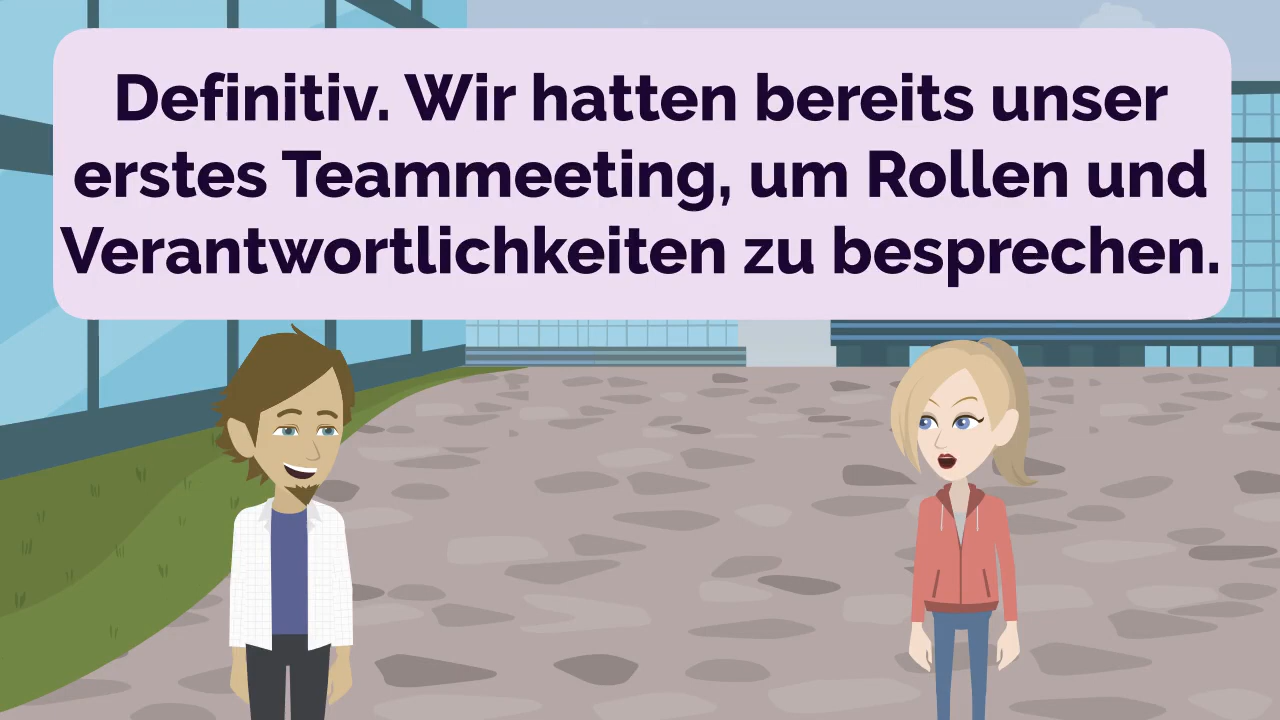 Definitiv. Wir hatten bereits unser
erstes Teammeeting, um Rollen und
Verantwortlichkeiten zu besprechen.